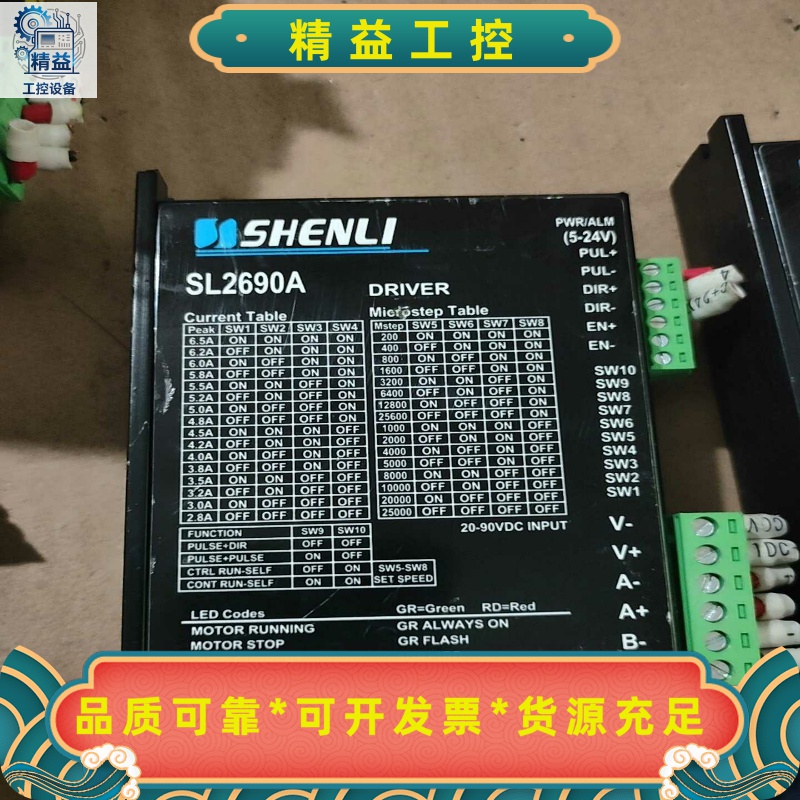 精益工控
精益
工控设备
SHENLI
SL2690A
DRIVER
Current Table
Peak SW1 SW2 SW3 SW4
6.5A ON ON ON ON
6.2A OFF ON ON ON
6.0A ON OFF ON ON
5.8A OFF OFF ON ON
5.5A ON ON OFF ON
5.2A OFF ON OFF ON
5.0A ON OFF OFF ON
4.8A OFF OFF OFF ON
4.5A ON ON ON OFF
4.2A OFF ON ON OFF
4.0A ON OFF ON OFF
3.8A OFF OFF ON OFF
3.5A ON ON OFF OFF
3.2A OFF ON OFF OFF
3.0A ON OFF OFF OFF
2.8A OFF OFF OFF OFF
Microstep Table
Mstep SW5 SW6 SW7 SW8
200 ON ON ON ON
400 OFF ON ON ON
800 ON OFF ON ON
1600 OFF OFF ON ON
3200 ON ON OFF ON
6400 OFF ON OFF ON
12800 ON OFF OFF ON
25600 OFF OFF OFF ON
1000 ON ON ON OFF
2000 OFF ON ON OFF
4000 ON OFF ON OFF
5000 OFF OFF ON OFF
8000 ON ON OFF OFF
10000 OFF ON OFF OFF
20000 ON OFF OFF OFF
25000 OFF OFF OFF OFF
20-90VDC INPUT
FUNCTION SW9 SW10
PULSE+DIR OFF OFF
PULSE+PULSE ON OFF
CTRL RUN-SELF OFF ON
CONT RUN-SELF ON ON
SW5-SW8
SET SPEED
LED Codes GR=Green RD=Red
MOTOR RUNNING GR ALWAYS ON
MOTOR STOP GR FLASH
PWR/ALM
(5-24V)
PUL+
PUL-
DIR+
DIR-
EN+
EN-
SW10
SW9
SW8
SW7
SW6
SW5
SW4
SW3
SW2
SW1
V-
V+
A-
A+
B-
品质可靠*可开发票*货源充足